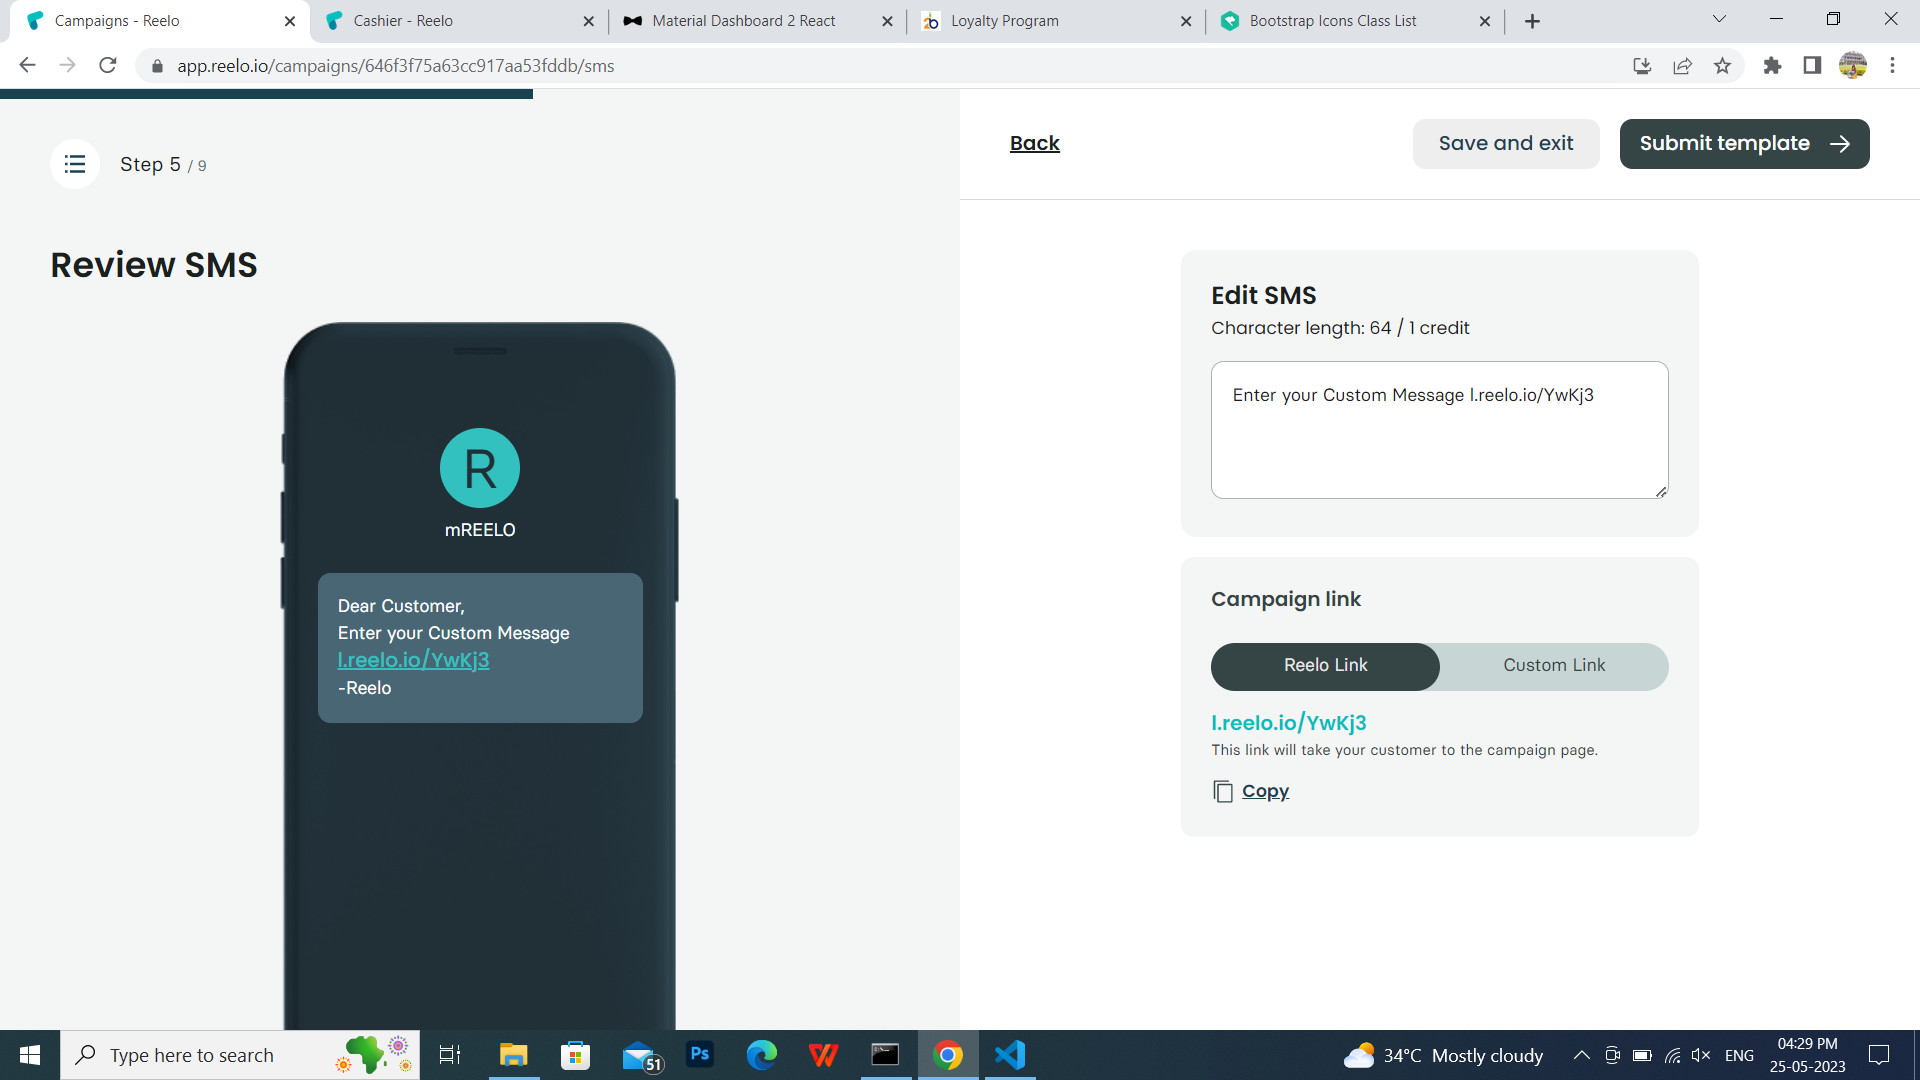 Campaigns - Reelo
Cashier - Reelo
Material Dashboard 2 React
Loyalty Program
Bootstrap Icons Class List
app.reelo.io/campaigns/646f3f75a63cc917aa53fddb/sms
Step 5 / 9
Back
Save and exit
Submit template
Review SMS
R
mREELO
Dear Customer,
Enter your Custom Message
l.reelo.io/YwKj3
-Reelo
Edit SMS
Character length: 64 / 1 credit
Enter your Custom Message l.reelo.io/YwKj3
Campaign link
Reelo Link
Custom Link
l.reelo.io/YwKj3
This link will take your customer to the campaign page.
Copy
Type here to search
51
Ps
34°C Mostly cloudy
ENG
04:29 PM
25-05-2023